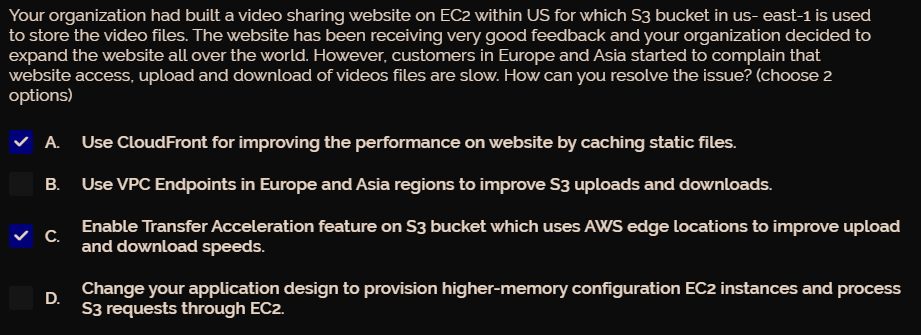 Your organization had built a video sharing website on EC2 within US for which S3 bucket in us- east-1 is used
to store the video files. The website has been receiving very good feedback and your organization decided to
expand the website all over the world. However, customers in Europe and Asia started to complain that
website access, upload and download of videos files are slow. How can you resolve the issue? (choose 2
options)
A. Use CloudFront for improving the performance on website by caching static files.
B. Use VPC Endpoints in Europe and Asia regions to improve S3 uploads and downloads.
C. Enable Transfer Acceleration feature on S3 bucket which uses AWS edge locations to improve upload
and download speeds.
D. Change your application design to provision higher-memory configuration EC2 instances and process
S3 requests through EC2.